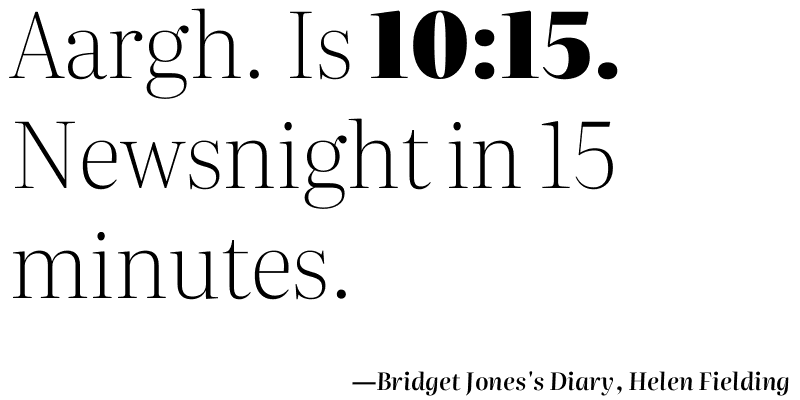 Aargh. Is 10:15.
Newsnight in 15
minutes.
—Bridget Jones's Diary, Helen Fielding